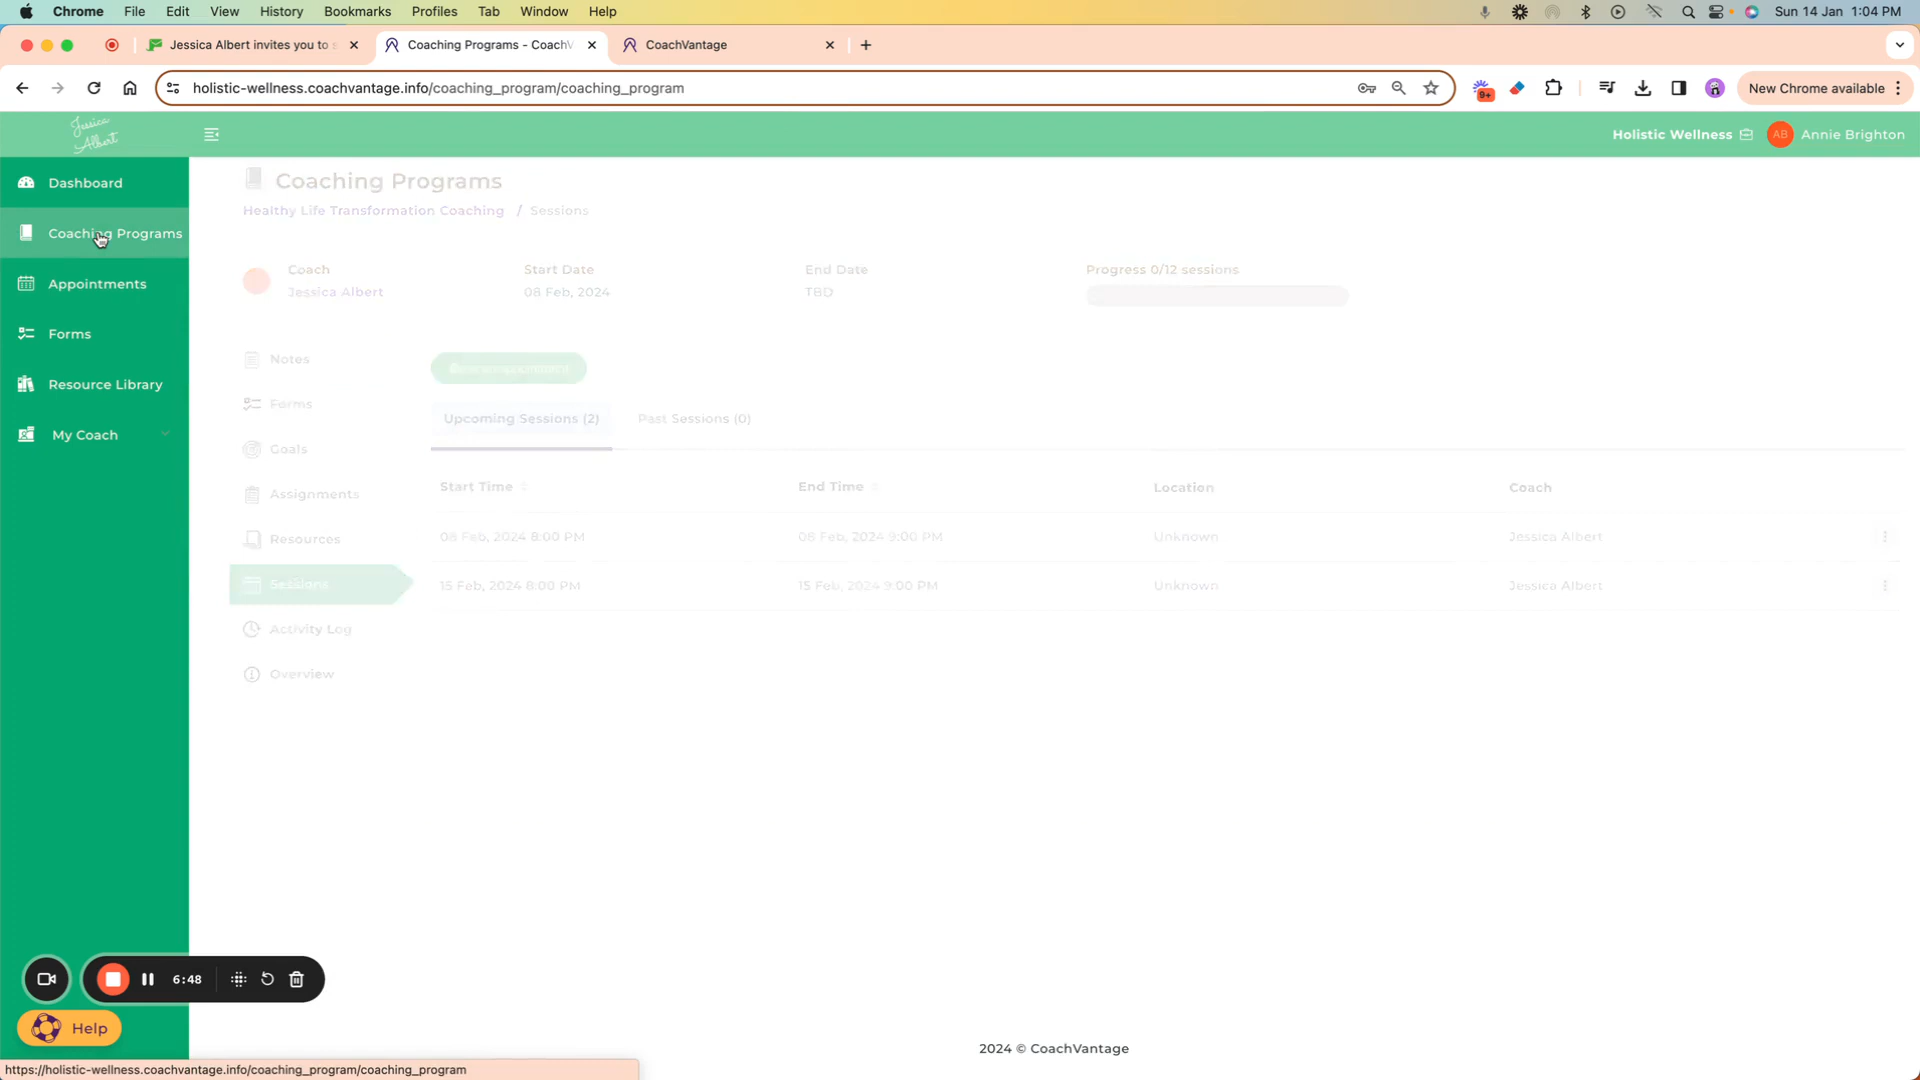 Chrome File Edit View History Bookmarks Profiles Tab Window Help Sun 14 Jan 1:04 PM
Jessica Albert invites you to s
Coaching Programs - CoachV
CoachVantage
holistic-wellness.coachvantage.info/coaching_program/coaching_program
9+
New Chrome available
Jessica Albert
Holistic Wellness
AB
Annie Brighton
Dashboard
Coaching Programs
Appointments
Forms
Resource Library
My Coach
Coaching Programs
Healthy Life Transformation Coaching / Sessions
Coach
Jessica Albert
Start Date
08 Feb, 2024
End Date
TBD
Progress 0/12 sessions
Notes
Forms
Goals
Assignments
Resources
Sessions
Activity Log
Overview
Upcoming Sessions (2) Past Sessions (0)
Start Time End Time Location Coach
08 Feb, 2024 8:00 PM 08 Feb, 2024 9:00 PM Unknown Jessica Albert
15 Feb, 2024 8:00 PM 15 Feb, 2024 9:00 PM Unknown Jessica Albert
6:48
Help
2024 © CoachVantage
https://holistic-wellness.coachvantage.info/coaching_program/coaching_program